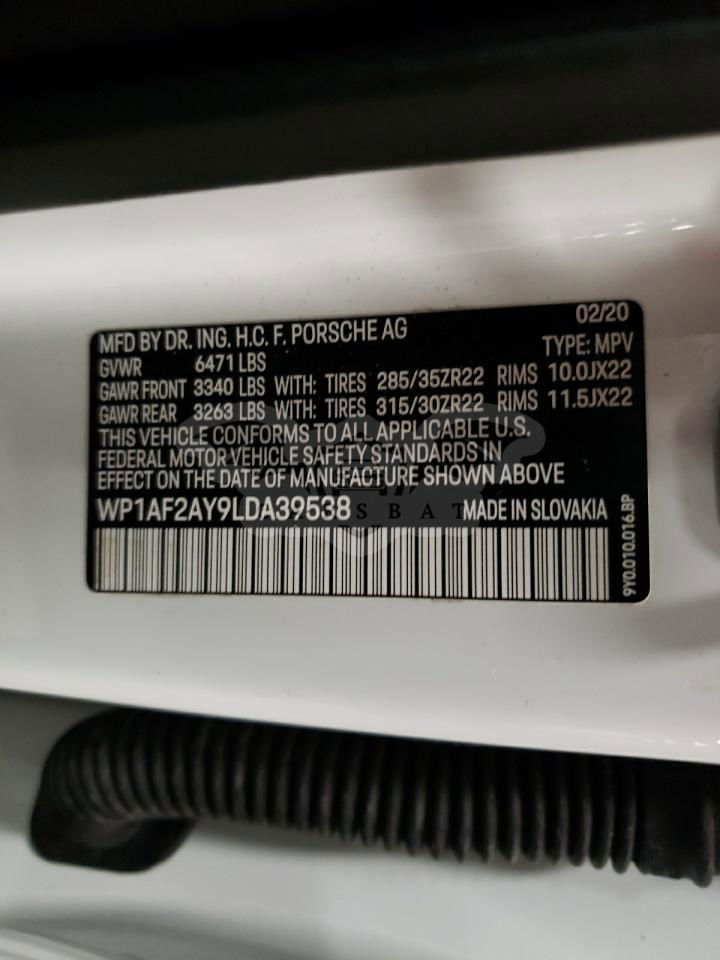 02/20
MFD BY DR. ING. H.C. F. PORSCHE AG
TYPE: MPV
GVWR 6471 LBS
GAWR FRONT 3340 LBS WITH: TIRES 285/35ZR22 RIMS 10.0JX22
GAWR REAR 3263 LBS WITH: TIRES 315/30ZR22 RIMS 11.5JX22
THIS VEHICLE CONFORMS TO ALL APPLICABLE U.S.
FEDERAL MOTOR VEHICLE SAFETY STANDARDS IN
EFFECT ON THE DATE OF MANUFACTURE SHOWN ABOVE
WP1AF2AY9LDA39538 MADE IN SLOVAKIA
9Y0.010.016.BP